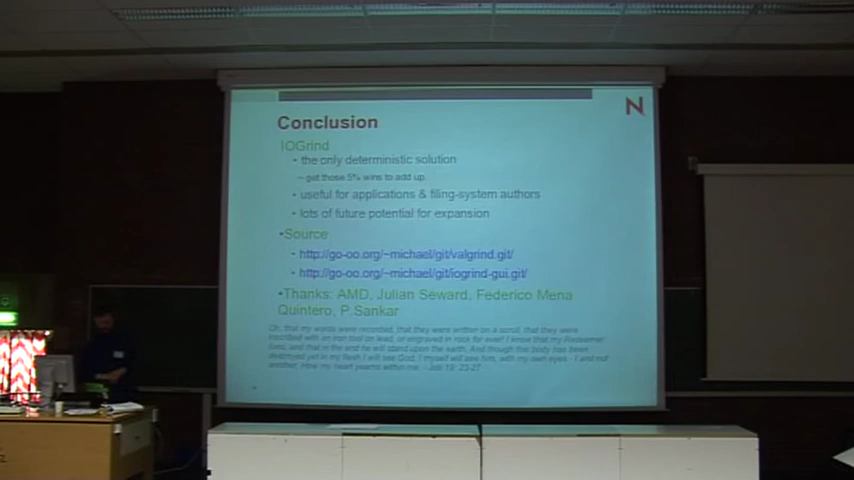 N
Conclusion
IOGrind
• the only deterministic solution
– get those 5% wins to add up.
• useful for applications & filing-system authors
• lots of future potential for expansion
•Source
• http://go-oo.org/~michael/git/valgrind.git/
• http://go-oo.org/~michael/git/iogrind-gui.git/
•Thanks: AMD, Julian Seward, Federico Mena
Quintero, P.Sankar
Oh, that my words were recorded, that they were written on a scroll, that they were
inscribed with an iron tool on lead, or engraved in rock for ever! I know that my Redeemer
lives, and that in the end he will stand upon the earth. And though this body has been
destroyed yet in my flesh I will see God, I myself will see him, with my own eyes - I and not
another. How my heart yearns within me. - Job 19: 23-27